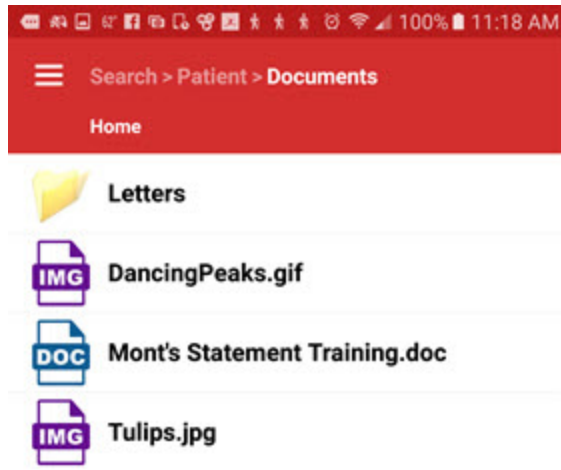 62° 100% 11:18 AM
Search > Patient > Documents
Home
Letters
IMG DancingPeaks.gif
DOC Mont's Statement Training.doc
IMG Tulips.jpg